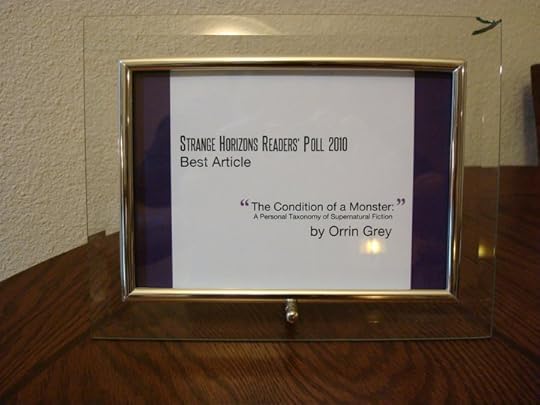 STRANGE HORIZONS READERS' POLL 2010
Best Article
“The Condition of a Monster:”
A Personal Taxonomy of Supernatural Fiction
by Orrin Grey